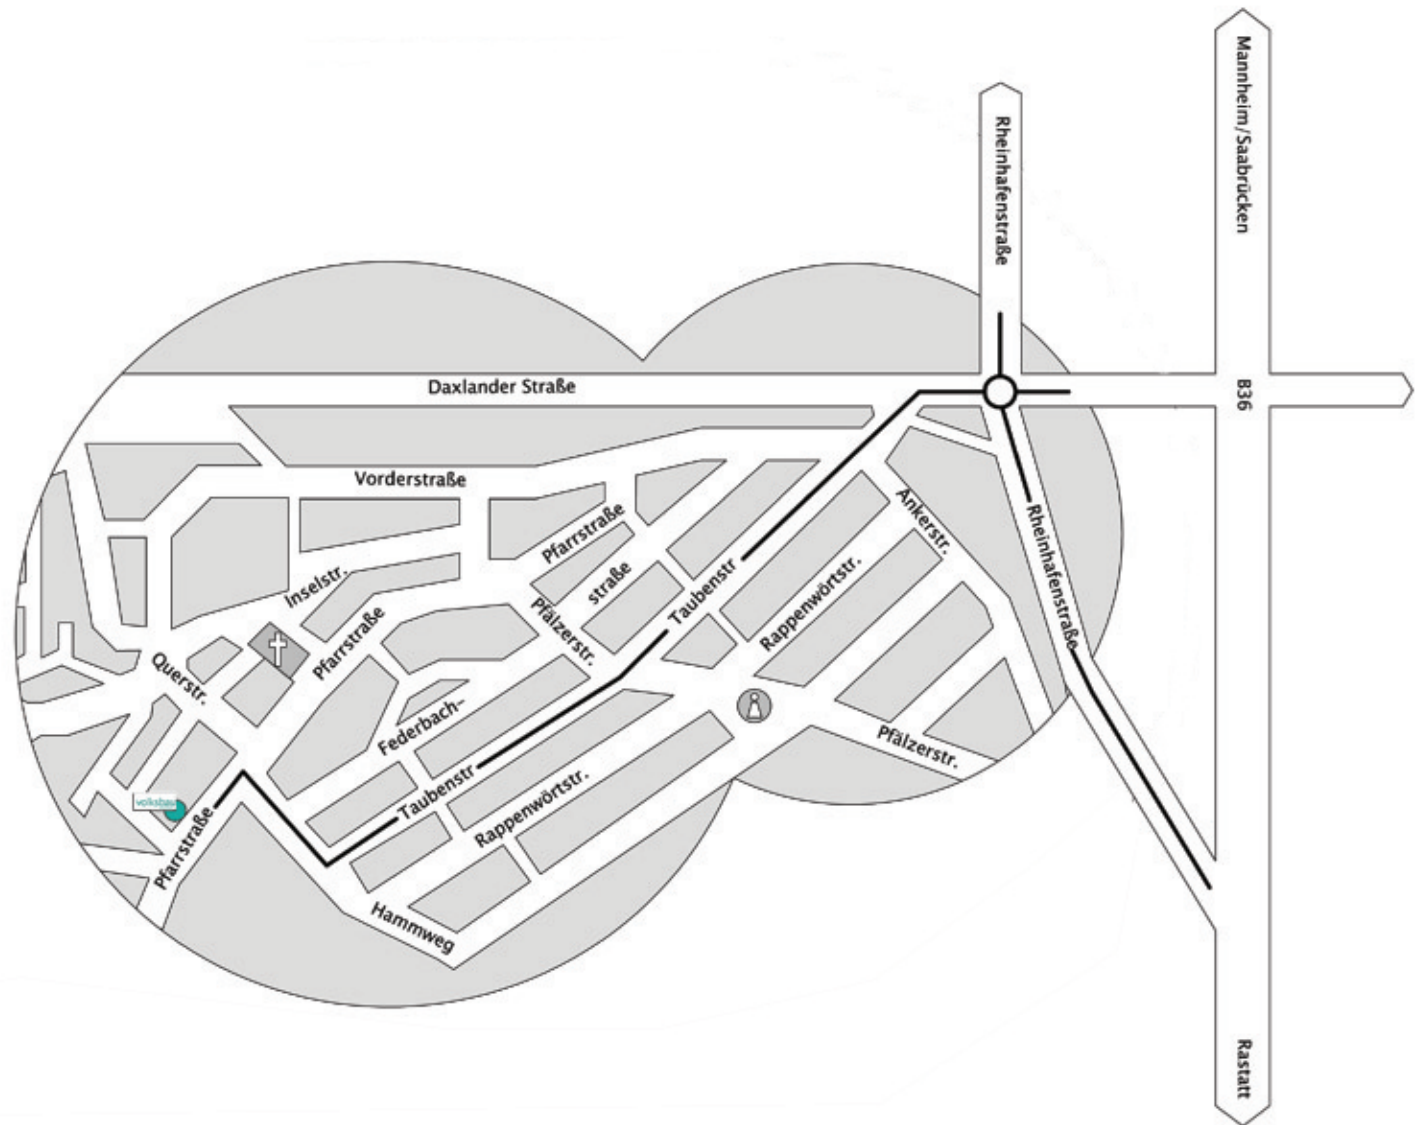 Mannheim/Saabrücken
Rheinhafenstraße
Daxlander Straße
B36
Vorderstraße
Pfarrstraße
Ankerstr.
Rheinhafenstraße
Inselstr.
straße
Taubenstr
Rappenwörtstr.
Pfarrstraße
Pfälzerstr.
Querstr.
Federbach-
Pfälzerstr.
volksbau
Taubenstr
Rappenwörtstr.
Pfarrstraße
Hammweg
Rastatt